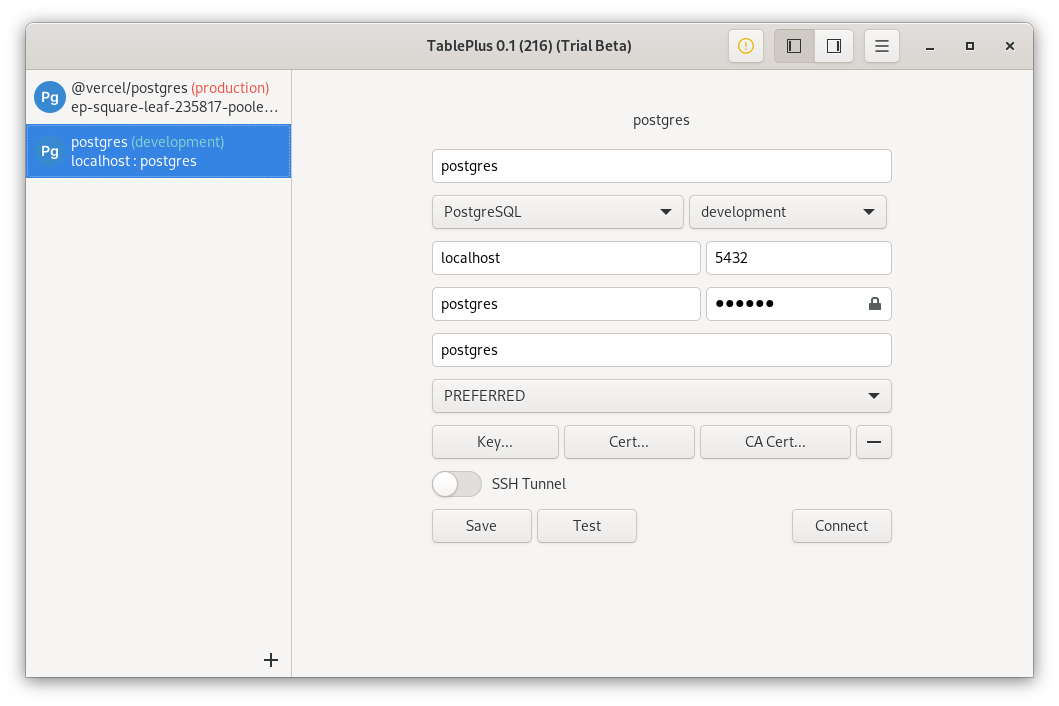 TablePlus 0.1 (216) (Trial Beta)
Pg
@vercel/postgres (production)
ep-square-leaf-235817-poole…
Pg
postgres (development)
localhost : postgres
postgres
postgres
PostgreSQL
development
localhost
5432
postgres
●●●●●●
postgres
PREFERRED
Key...
Cert...
CA Cert...
SSH Tunnel
Save
Test
Connect